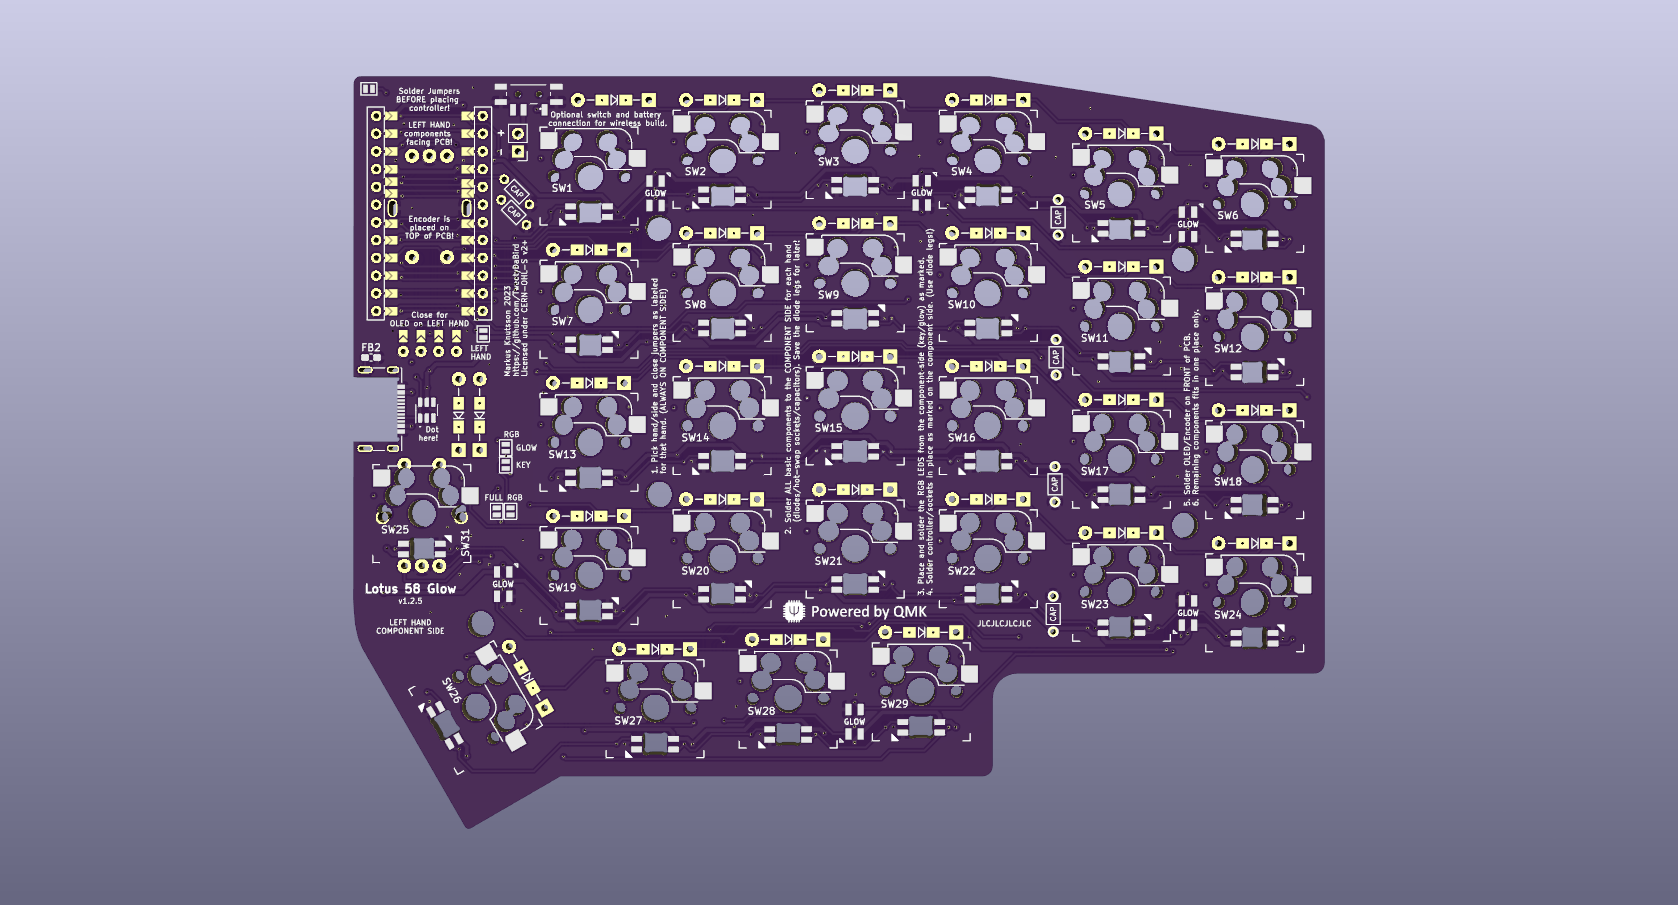 Solder Jumpers
BEFORE placing
controller!
LEFT HAND
components
facing PCB!
Encoder is
placed on
TOP of PCB!
Close for
OLED on LEFT HAND
LEFT
HAND
FB2
Dot
here!
RGB
GLOW
KEY
FULL RGB
+
-
CAP
CAP
Optional switch and battery
connection for wireless build.
SW1
SW2
SW3
SW4
SW5
SW6
GLOW
GLOW
GLOW
CAP
Markus Knutsson 2023
https://github.com/TweetyDaBird
Licensed under CERN-OHL-S v2+
SW7
SW8
SW9
SW10
SW11
SW12
CAP
1. Pick hand/side and close jumpers as labeled
for that hand. (ALWAYS ON COMPONENT SIDE!)
2. Solder ALL basic components to the COMPONENT SIDE for each hand
(diodes/hot-swap sockets/capacitors). Save the diode legs for later!
3. Place and solder the RGB LEDS from the component side (key/glow) as marked.
4. Solder controller/sockets in place as marked on the component side. (Use diode legs!)
5. Solder OLED/Encoder on FRONT of PCB.
6. Remaining components fits in one place only.
SW13
SW14
SW15
SW16
SW17
SW18
CAP
SW25
SW31
SW19
SW20
SW21
SW22
SW23
SW24
GLOW
CAP
GLOW
Lotus 58 Glow
v1.2.5
LEFT HAND
COMPONENT SIDE
Powered by QMK
JLCJLCJLCJLC
SW26
SW27
SW28
SW29
GLOW